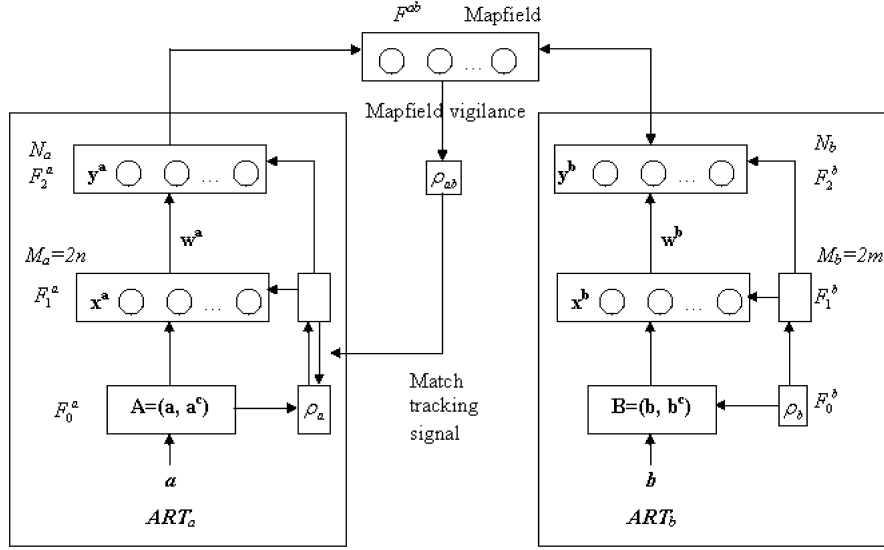 F^ab Mapfield
...
Mapfield vigilance
N_a
F_2^a
y^a ...
ρ_ab
N_b
F_2^b
y^b ...
w^a
w^b
M_a=2n
F_1^a
x^a ...
M_b=2m
F_1^b
x^b ...
Match
tracking
signal
F_0^a
A=(a, a^c)
ρ_a
B=(b, b^c)
ρ_b
F_0^b
a
b
ART_a
ART_b